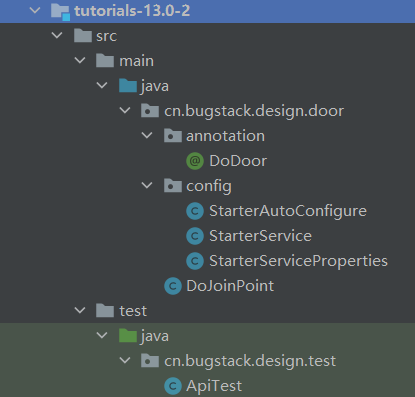 tutorials-13.0-2
src
main
java
cn.bugstack.design.door
annotation
DoDoor
config
StarterAutoConfigure
StarterService
StarterServiceProperties
DoJoinPoint
test
java
cn.bugstack.design.test
ApiTest